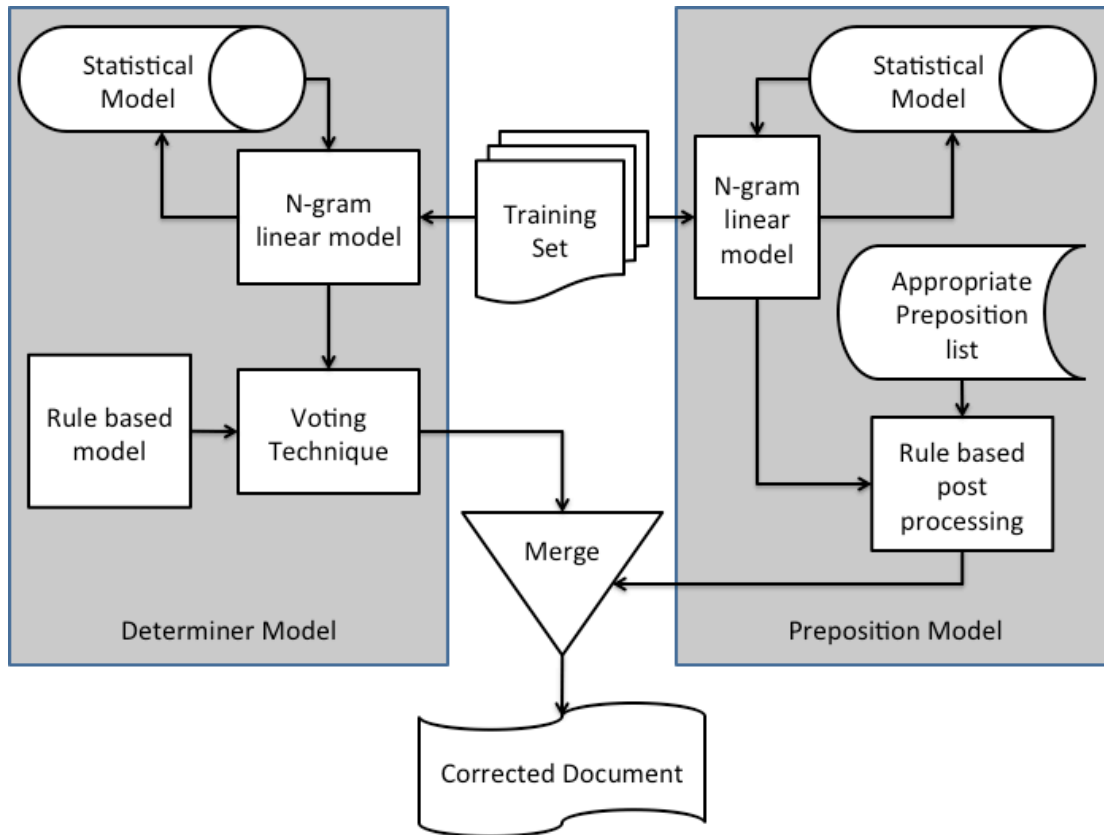 Statistical
Model
N-gram
linear model
Rule based
model
Voting
Technique
Determiner Model
Training
Set
Statistical
Model
N-gram
linear
model
Appropriate
Preposition
list
Rule based
post
processing
Preposition Model
Merge
Corrected Document